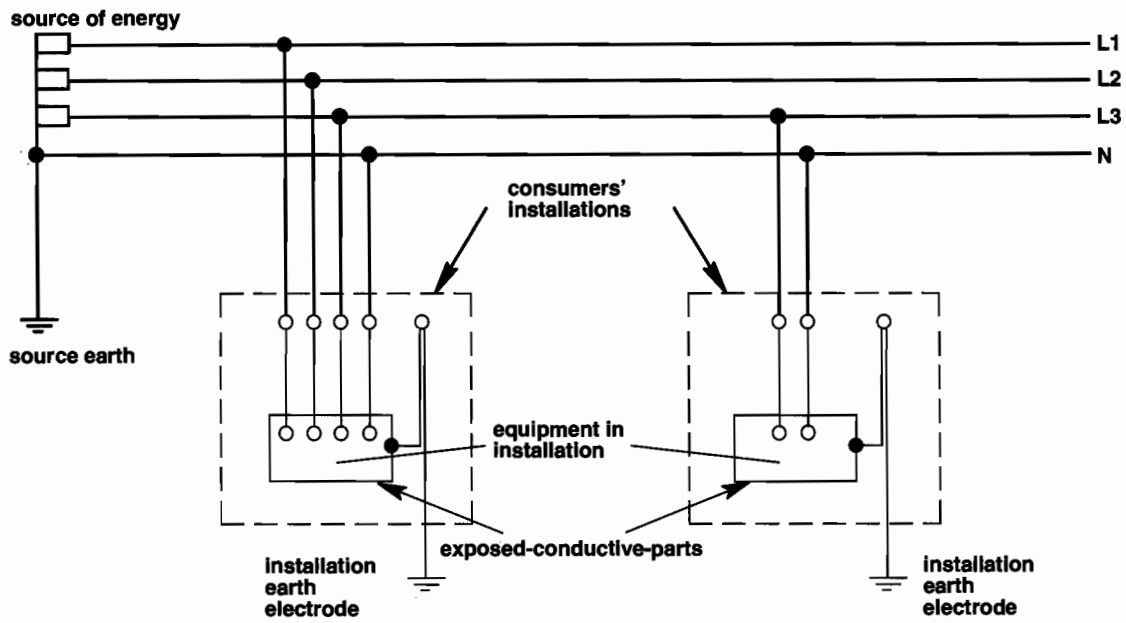 source of energy
L1
L2
L3
N
consumers'
installations
source earth
equipment in
installation
exposed-conductive-parts
installation
earth
electrode
installation
earth
electrode